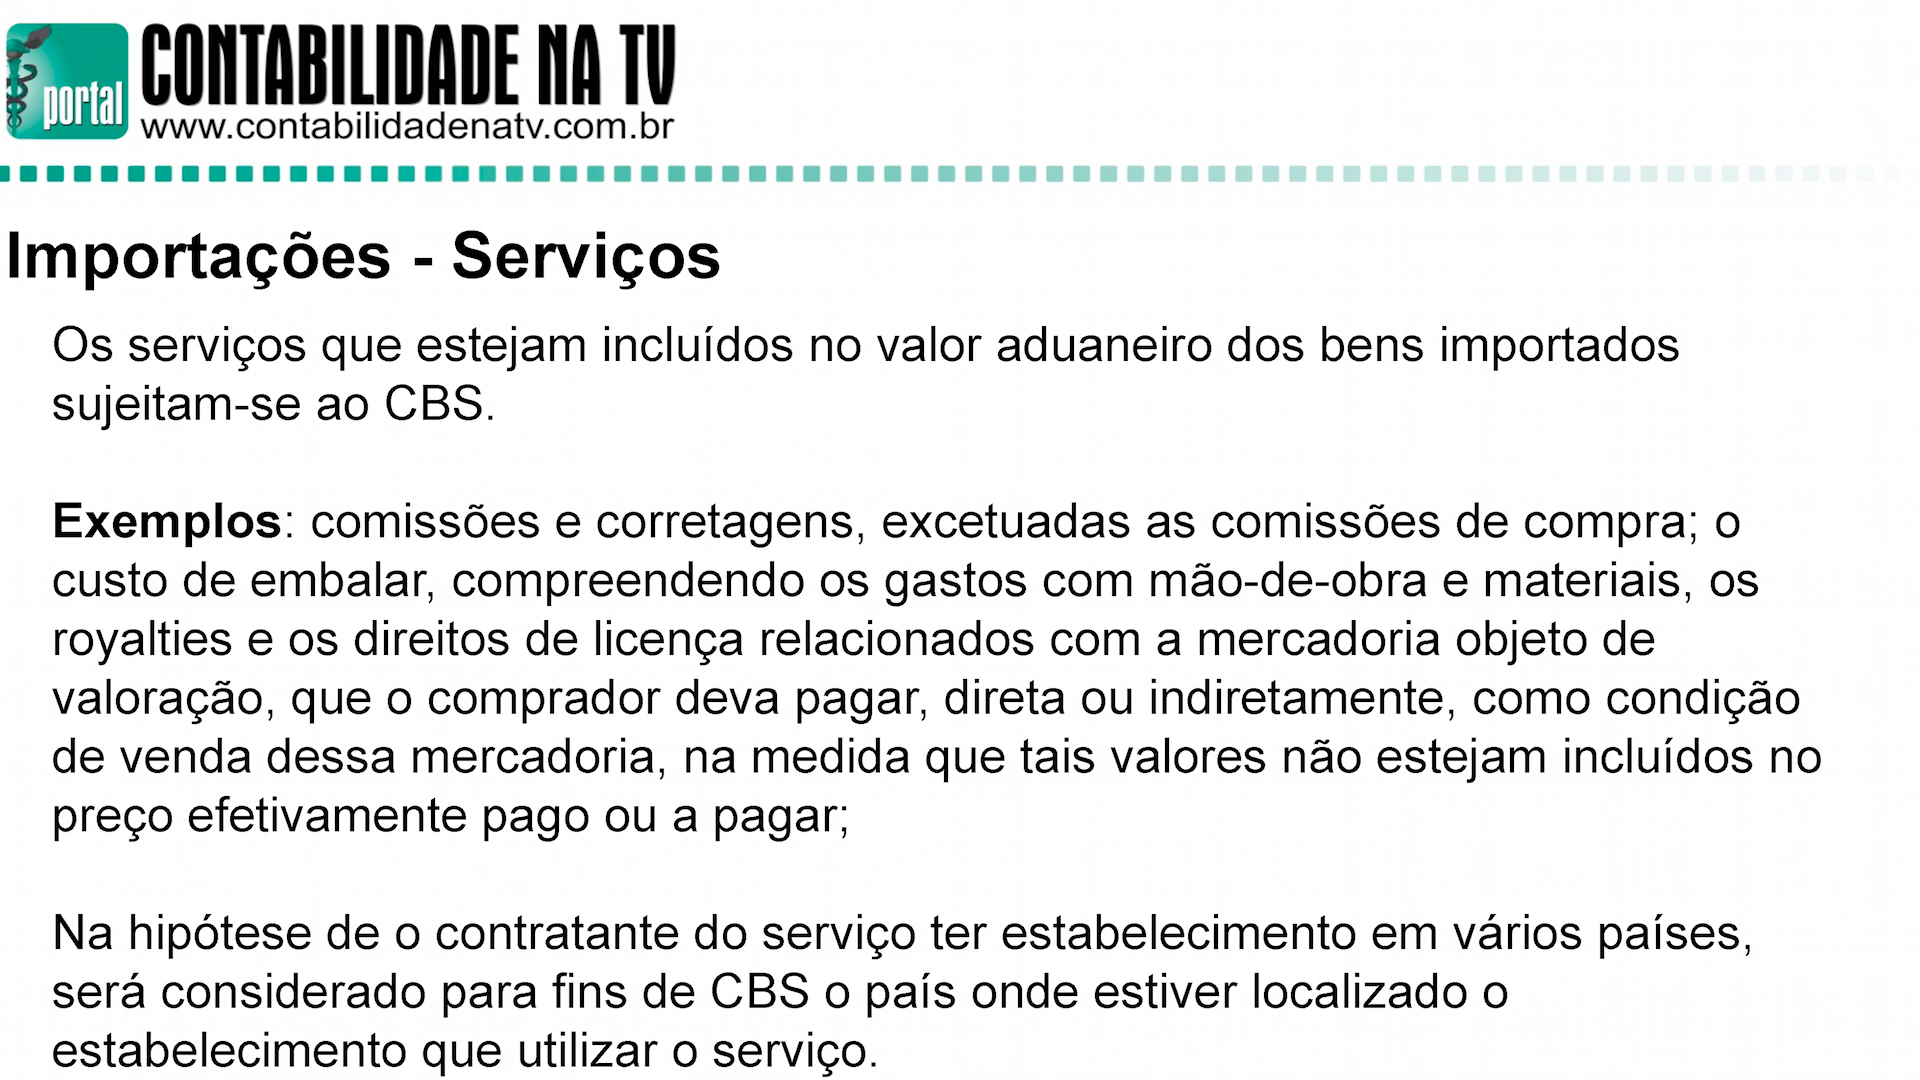 portal
CONTABILIDADE NA TV
www.contabilidadenatv.com.br
Importações - Serviços
Os serviços que estejam incluídos no valor aduaneiro dos bens importados
sujeitam-se ao CBS.
Exemplos: comissões e corretagens, excetuadas as comissões de compra; o
custo de embalar, compreendendo os gastos com mão-de-obra e materiais, os
royalties e os direitos de licença relacionados com a mercadoria objeto de
valoração, que o comprador deva pagar, direta ou indiretamente, como condição
de venda dessa mercadoria, na medida que tais valores não estejam incluídos no
preço efetivamente pago ou a pagar;
Na hipótese de o contratante do serviço ter estabelecimento em vários países,
será considerado para fins de CBS o país onde estiver localizado o
estabelecimento que utilizar o serviço.